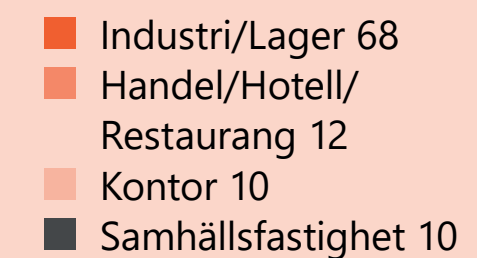 Industri/Lager 68
Handel/Hotell/
Restaurang 12
Kontor 10
Samhällsfastighet 10